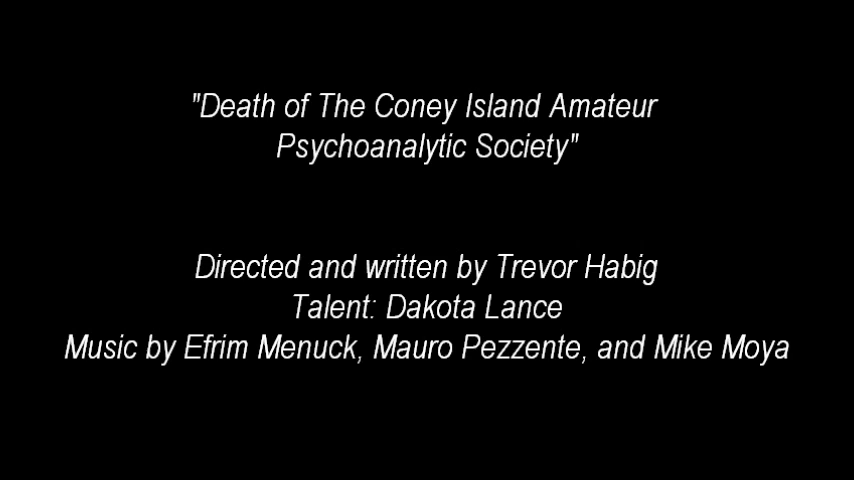 "Death of The Coney Island Amateur
Psychoanalytic Society"
Directed and written by Trevor Habig
Talent: Dakota Lance
Music by Efrim Menuck, Mauro Pezzente, and Mike Moya